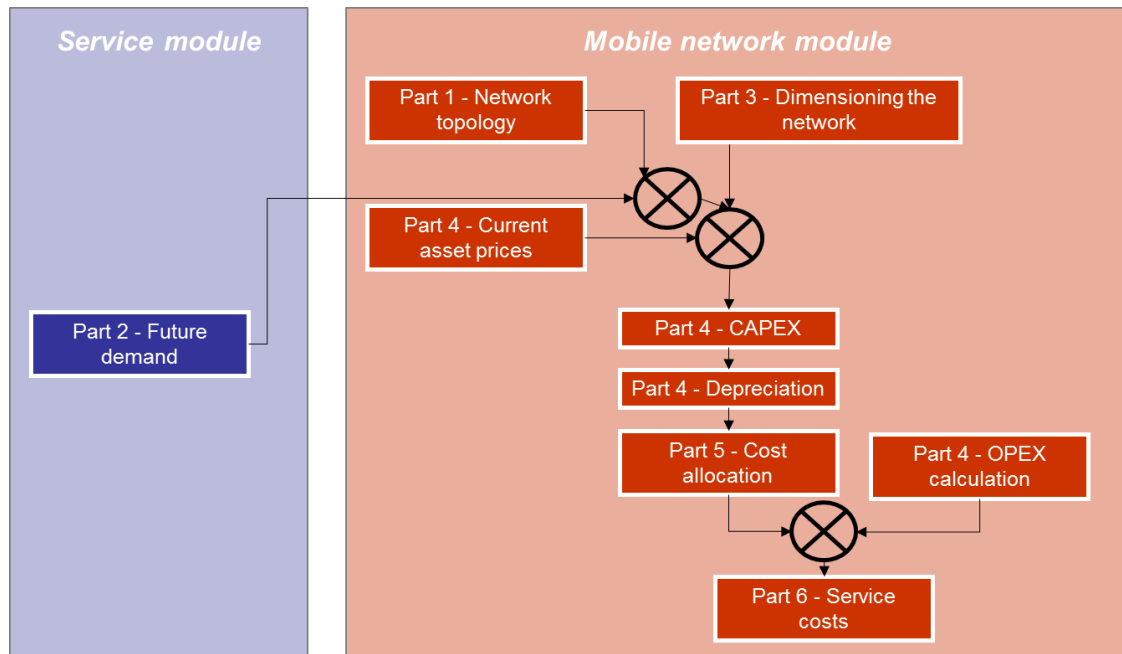 Service module
Mobile network module
Part 1 - Network
topology
Part 3 - Dimensioning the
network
Part 4 - Current
asset prices
Part 2 - Future
demand
Part 4 - CAPEX
Part 4 - Depreciation
Part 5 - Cost
allocation
Part 4 - OPEX
calculation
Part 6 - Service
costs